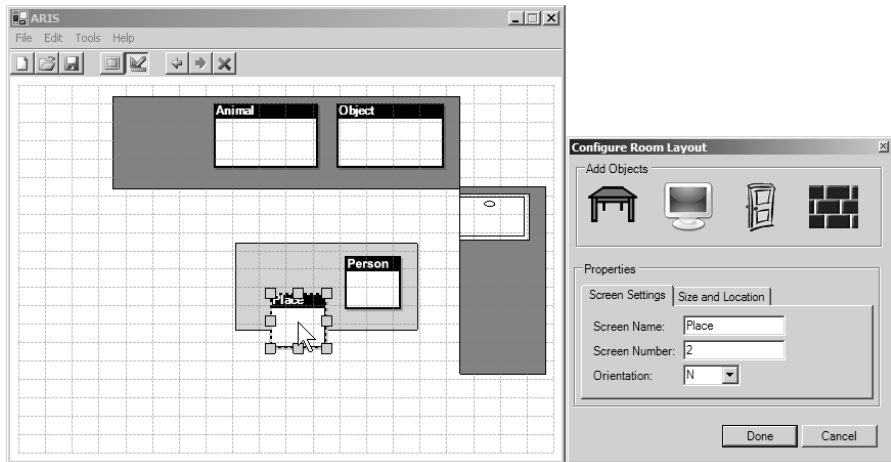 ARIS
File Edit Tools Help
Animal
Object
Person
Place
Configure Room Layout
Add Objects
Properties
Screen Settings
Size and Location
Screen Name: Place
Screen Number: 2
Orientation: N
Done
Cancel